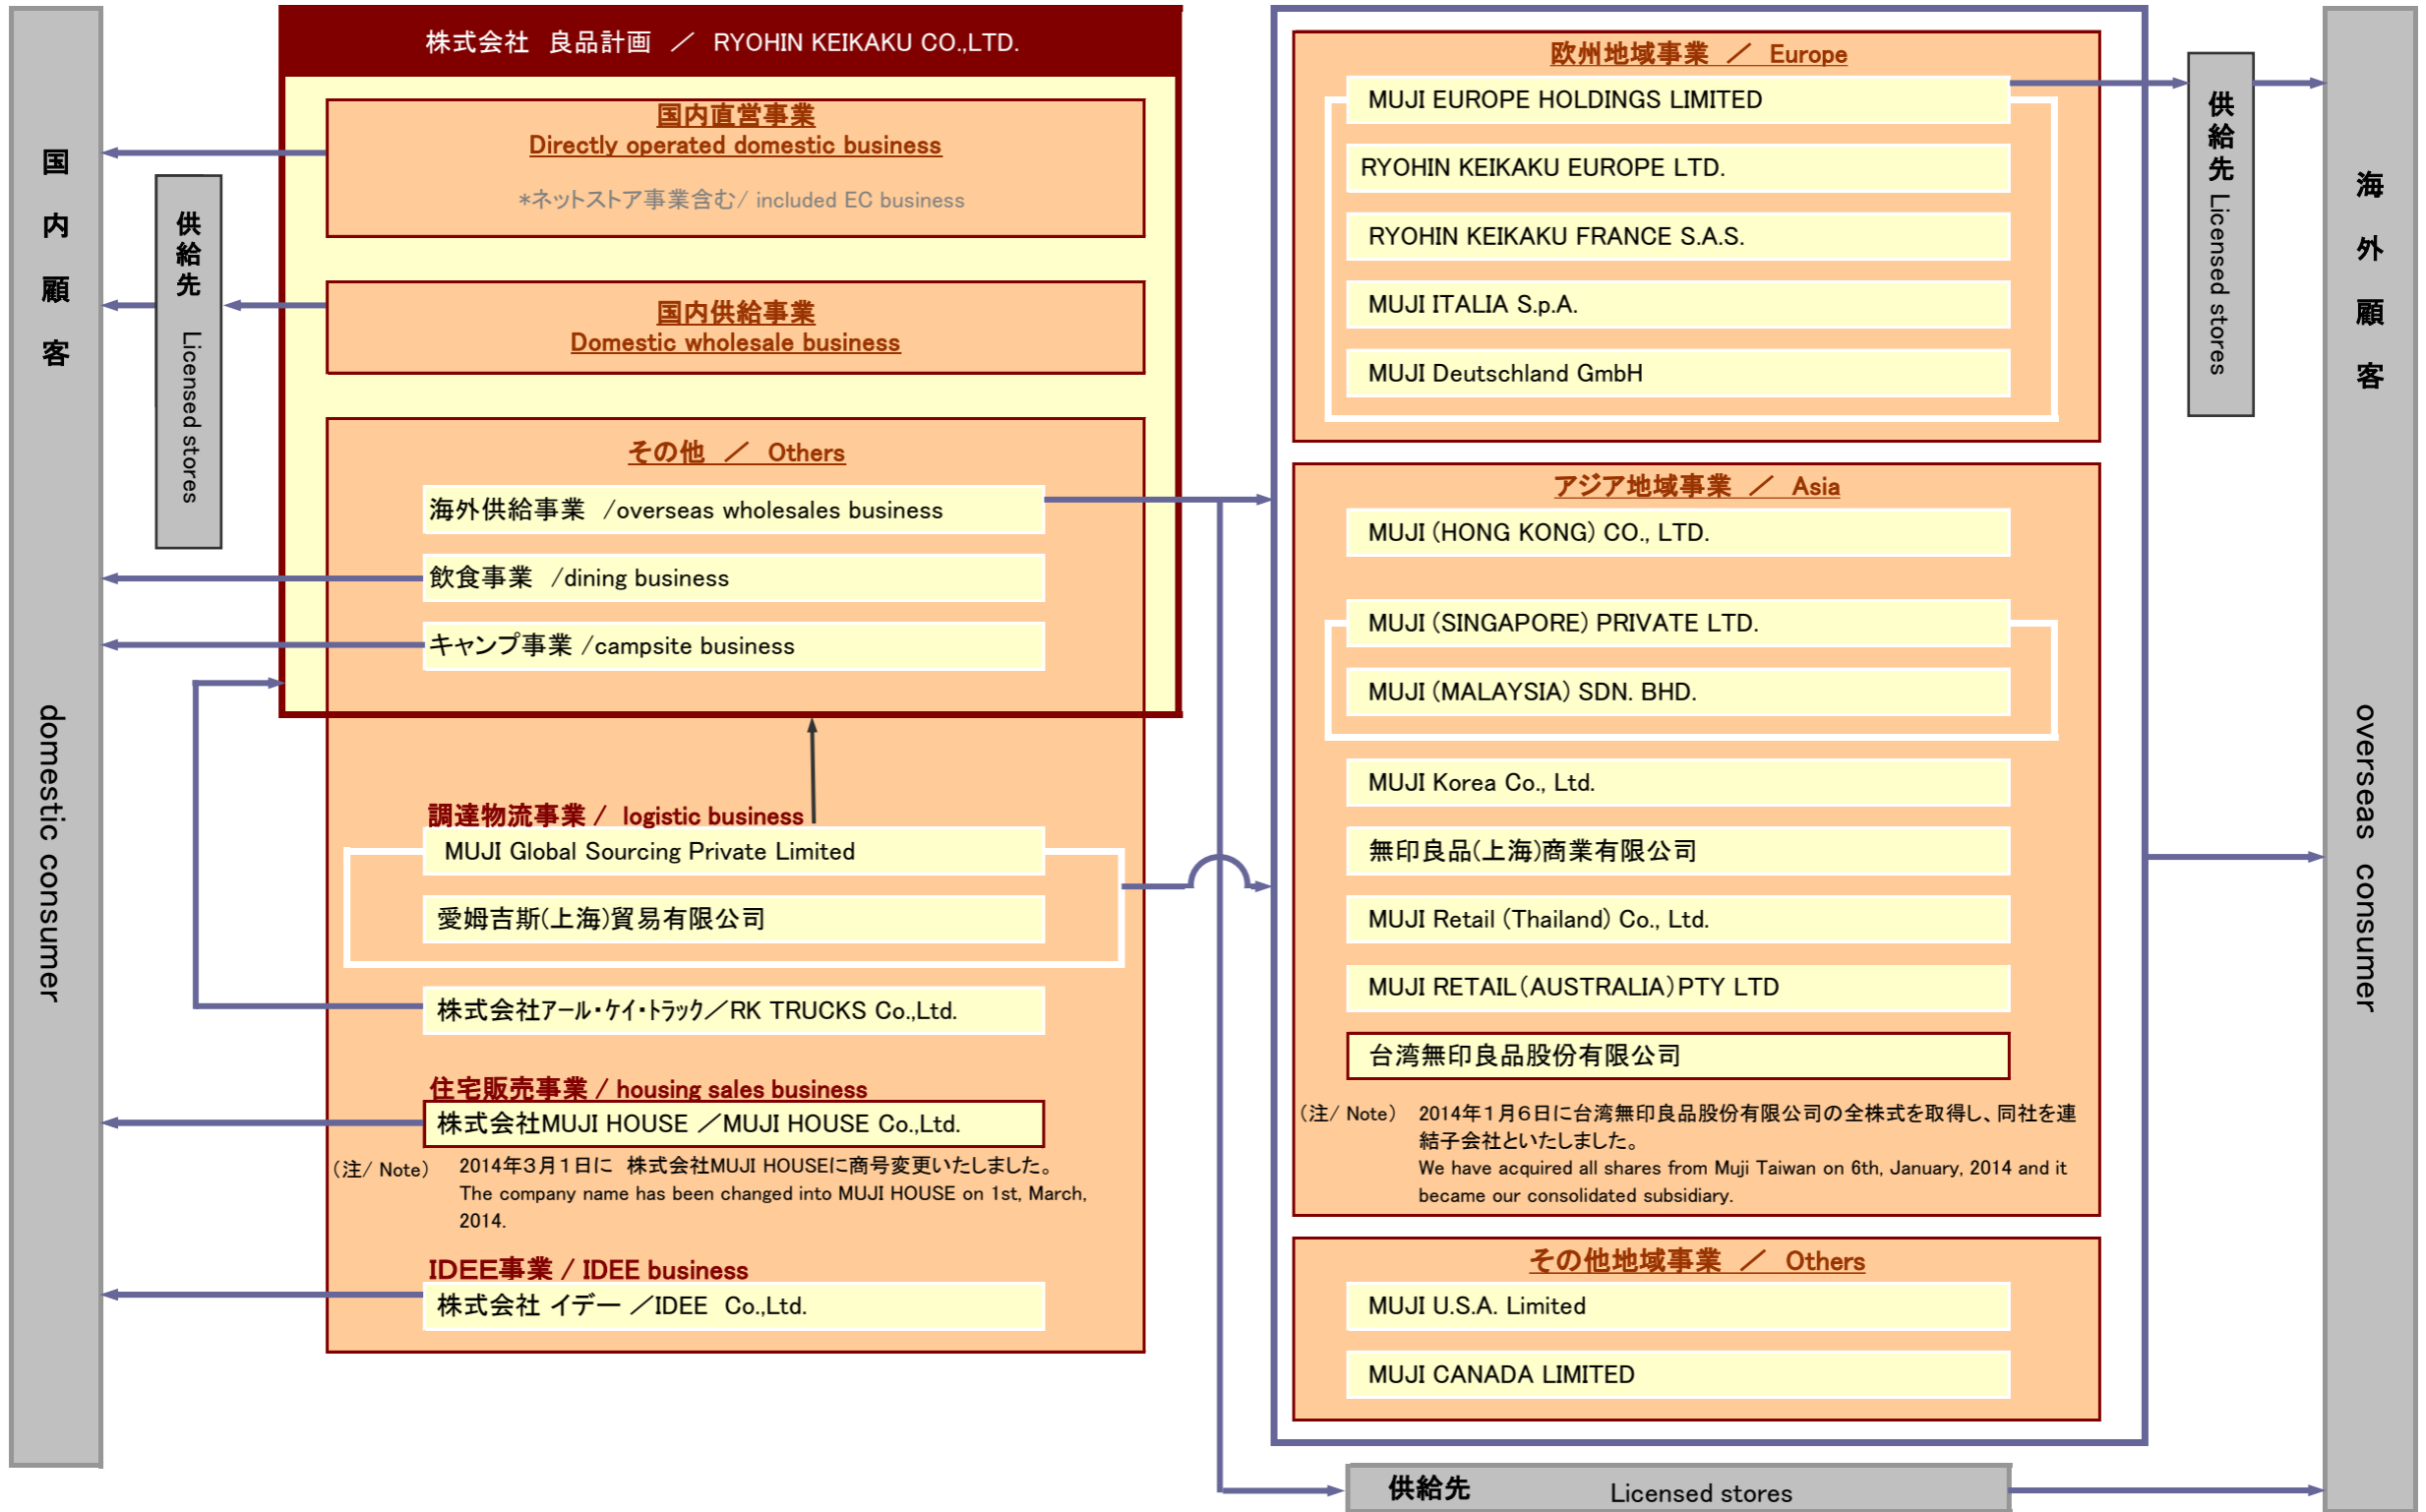 国内顧客
domestic consumer
供給先 Licensed stores
株式会社 良品計画 ／ RYOHIN KEIKAKU CO.,LTD.
国内直営事業
Directly operated domestic business
*ネットストア事業含む/ included EC business
国内供給事業
Domestic wholesale business
その他 ／ Others
海外供給事業 /overseas wholesales business
飲食事業 /dining business
キャンプ事業 /campsite business
調達物流事業 / logistic business
MUJI Global Sourcing Private Limited
愛姆吉斯(上海)貿易有限公司
株式会社ｱｰﾙ・ｹｲ・ﾄﾗｯｸ／RK TRUCKS Co.,Ltd.
住宅販売事業 / housing sales business
株式会社MUJI HOUSE ／MUJI HOUSE Co.,Ltd.
（注/ Note） 2014年３月１日に 株式会社MUJI HOUSEに商号変更いたしました。
The company name has been changed into MUJI HOUSE on 1st, March,
2014.
IDEE事業 / IDEE business
株式会社 イデー ／IDEE Co.,Ltd.
欧州地域事業 ／ Europe
MUJI EUROPE HOLDINGS LIMITED
RYOHIN KEIKAKU EUROPE LTD.
RYOHIN KEIKAKU FRANCE S.A.S.
MUJI ITALIA S.p.A.
MUJI Deutschland GmbH
アジア地域事業 ／ Asia
MUJI (HONG KONG) CO., LTD.
MUJI (SINGAPORE) PRIVATE LTD.
MUJI (MALAYSIA) SDN. BHD.
MUJI Korea Co., Ltd.
無印良品(上海)商業有限公司
MUJI Retail (Thailand) Co., Ltd.
MUJI RETAIL（AUSTRALIA）PTY LTD
台湾無印良品股份有限公司
（注/ Note） 2014年１月６日に台湾無印良品股份有限公司の全株式を取得し、同社を連
結子会社といたしました。
We have acquired all shares from Muji Taiwan on 6th, January, 2014 and it
became our consolidated subsidiary.
その他地域事業 ／ Others
MUJI U.S.A. Limited
MUJI CANADA LIMITED
供給先 Licensed stores
供給先 Licensed stores
海外顧客
overseas consumer